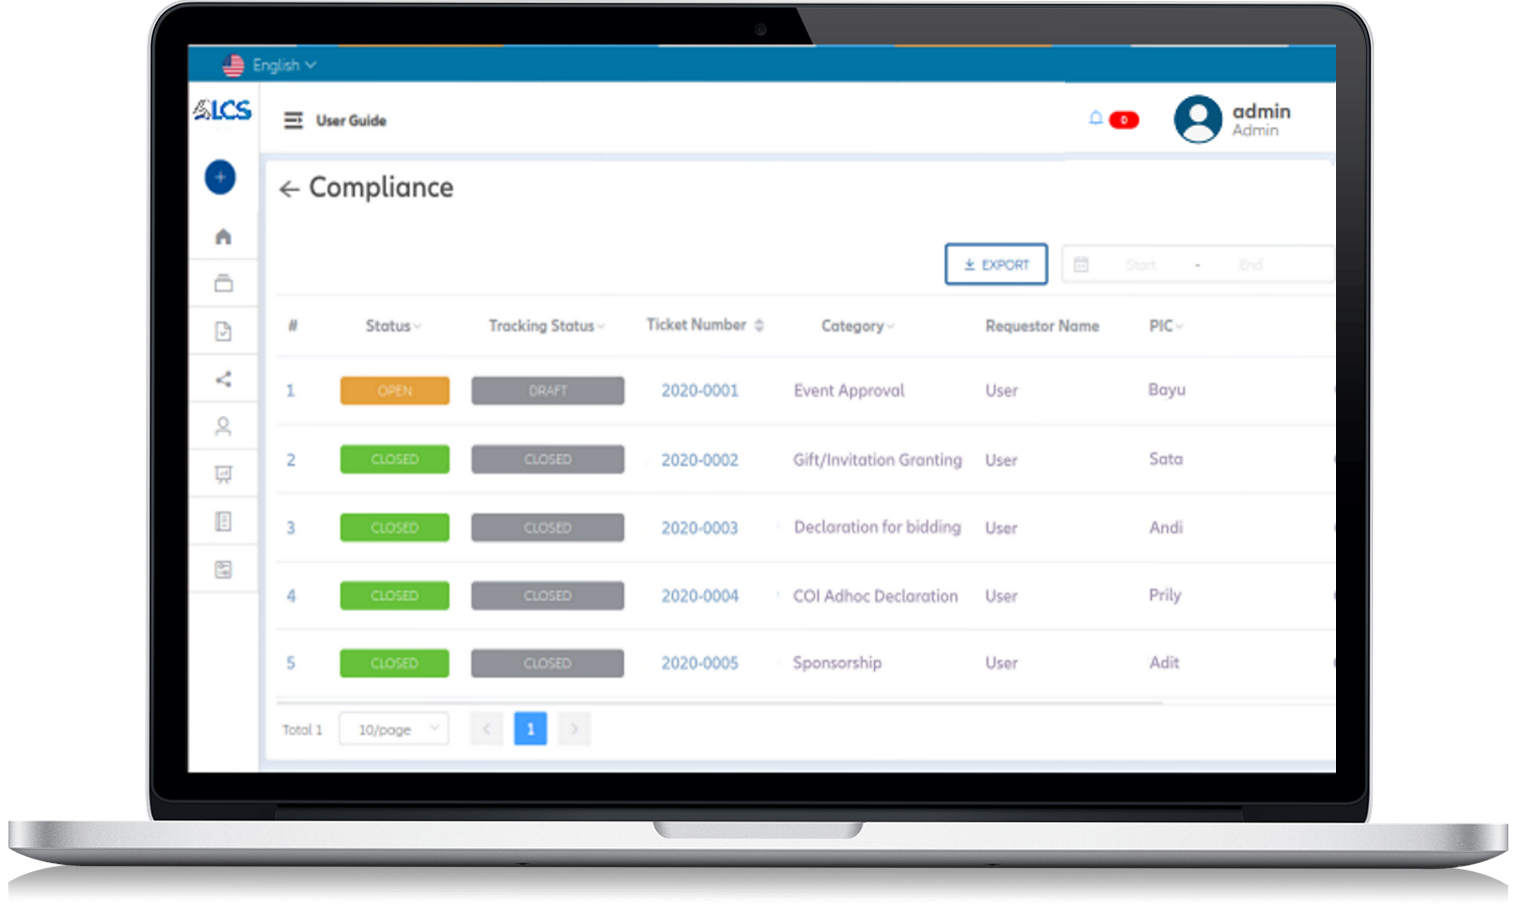 English
LCS
User Guide
0
admin
Admin
Compliance
EXPORT
Start - End
# Status Tracking Status Ticket Number Category Requestor Name PIC
1 OPEN DRAFT 2020-0001 Event Approval User Bayu
2 CLOSED CLOSED 2020-0002 Gift/Invitation Granting User Sata
3 CLOSED CLOSED 2020-0003 Declaration for bidding User Andi
4 CLOSED CLOSED 2020-0004 COI Adhoc Declaration User Prily
5 CLOSED CLOSED 2020-0005 Sponsorship User Adit
Total 1 10/page < 1 >